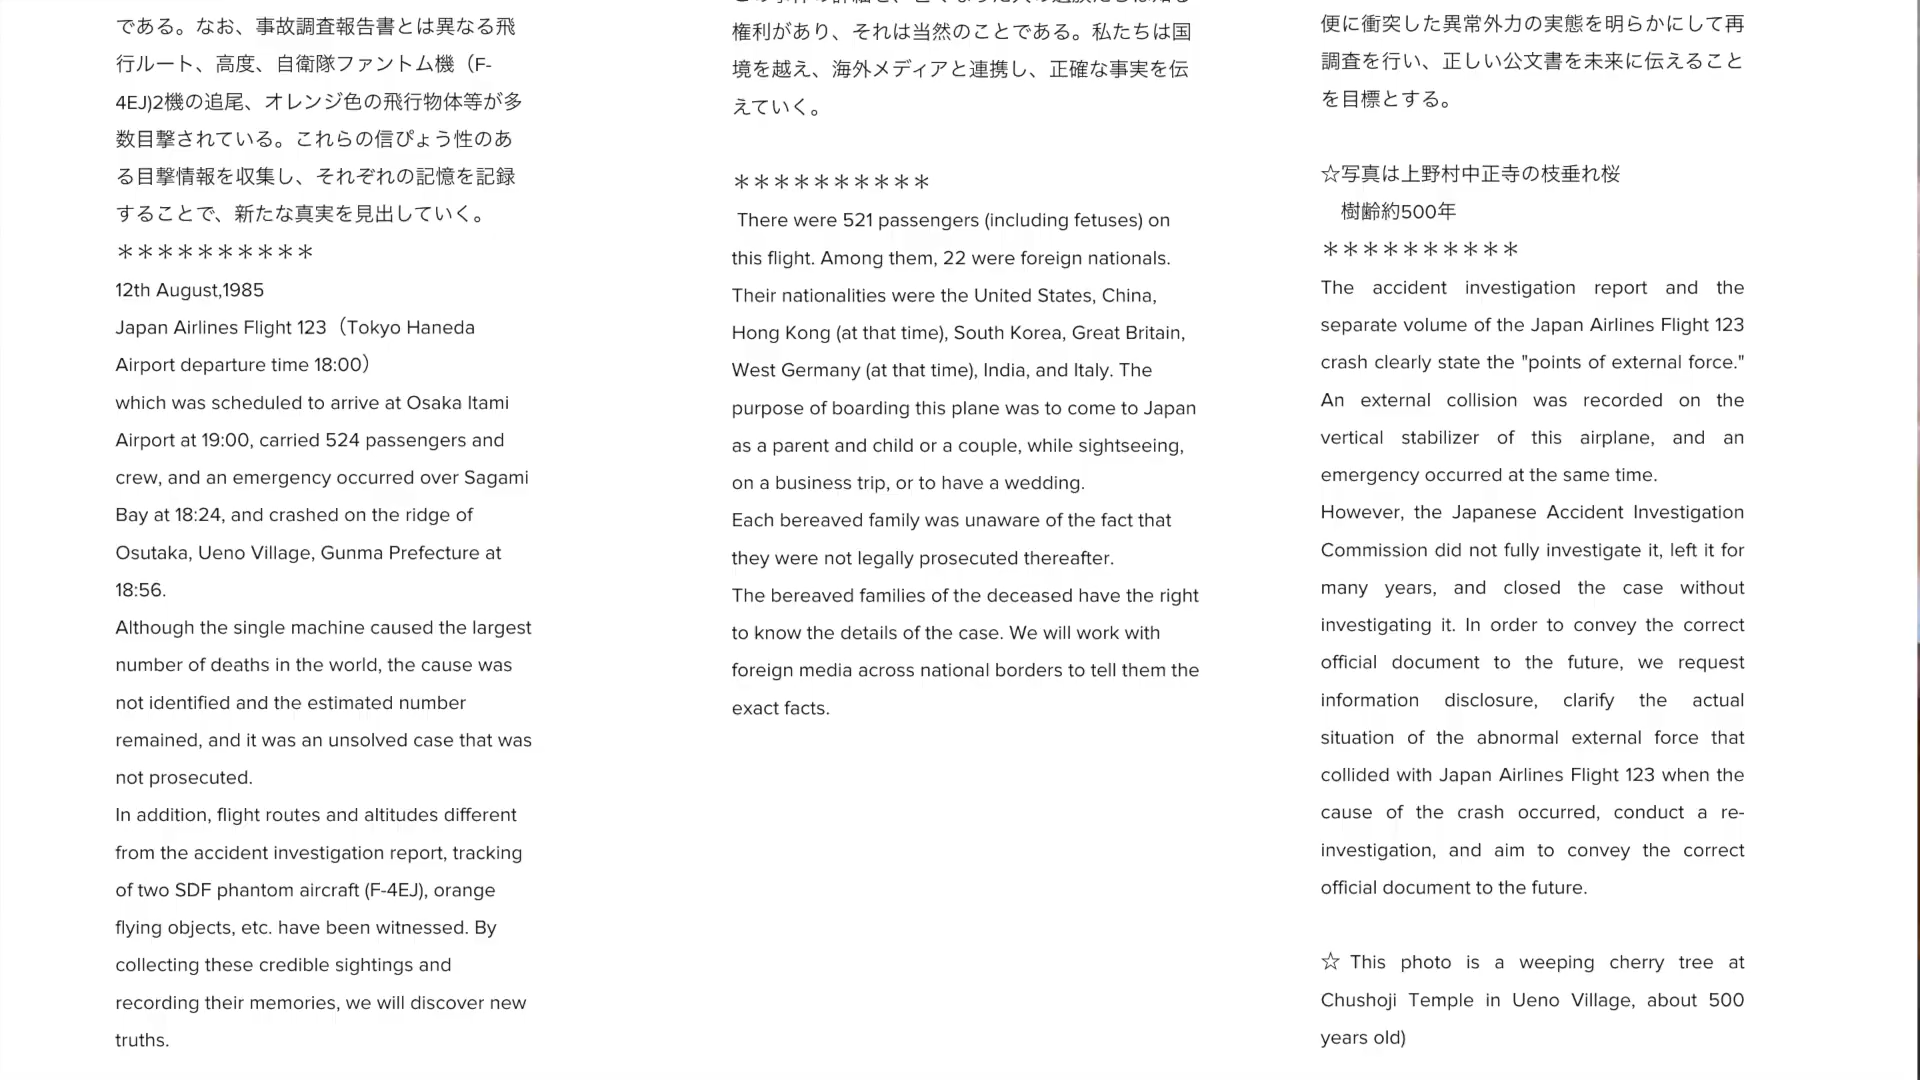 である。なお、事故調査報告書とは異なる飛
行ルート、高度、自衛隊ファントム機（F-
4EJ)2機の追尾、オレンジ色の飛行物体等が多
数目撃されている。これらの信ぴょう性のあ
る目撃情報を収集し、それぞれの記憶を記録
することで、新たな真実を見出していく。
＊＊＊＊＊＊＊＊＊＊
12th August,1985
Japan Airlines Flight 123（Tokyo Haneda
Airport departure time 18:00）
which was scheduled to arrive at Osaka Itami
Airport at 19:00, carried 524 passengers and
crew, and an emergency occurred over Sagami
Bay at 18:24, and crashed on the ridge of
Osutaka, Ueno Village, Gunma Prefecture at
18:56.
Although the single machine caused the largest
number of deaths in the world, the cause was
not identified and the estimated number
remained, and it was an unsolved case that was
not prosecuted.
In addition, flight routes and altitudes different
from the accident investigation report, tracking
of two SDF phantom aircraft (F-4EJ), orange
flying objects, etc. have been witnessed. By
collecting these credible sightings and
recording their memories, we will discover new
truths.
権利があり、それは当然のことである。私たちは国
境を越え、海外メディアと連携し、正確な事実を伝
えていく。
＊＊＊＊＊＊＊＊＊＊
There were 521 passengers (including fetuses) on
this flight. Among them, 22 were foreign nationals.
Their nationalities were the United States, China,
Hong Kong (at that time), South Korea, Great Britain,
West Germany (at that time), India, and Italy. The
purpose of boarding this plane was to come to Japan
as a parent and child or a couple, while sightseeing,
on a business trip, or to have a wedding.
Each bereaved family was unaware of the fact that
they were not legally prosecuted thereafter.
The bereaved families of the deceased have the right
to know the details of the case. We will work with
foreign media across national borders to tell them the
exact facts.
便に衝突した異常外力の実態を明らかにして再
調査を行い、正しい公文書を未来に伝えること
を目標とする。
☆写真は上野村中正寺の枝垂れ桜
樹齢約500年
＊＊＊＊＊＊＊＊＊＊
The accident investigation report and the
separate volume of the Japan Airlines Flight 123
crash clearly state the "points of external force."
An external collision was recorded on the
vertical stabilizer of this airplane, and an
emergency occurred at the same time.
However, the Japanese Accident Investigation
Commission did not fully investigate it, left it for
many years, and closed the case without
investigating it. In order to convey the correct
official document to the future, we request
information disclosure, clarify the actual
situation of the abnormal external force that
collided with Japan Airlines Flight 123 when the
cause of the crash occurred, conduct a re-
investigation, and aim to convey the correct
official document to the future.
☆ This photo is a weeping cherry tree at
Chushoji Temple in Ueno Village, about 500
years old)